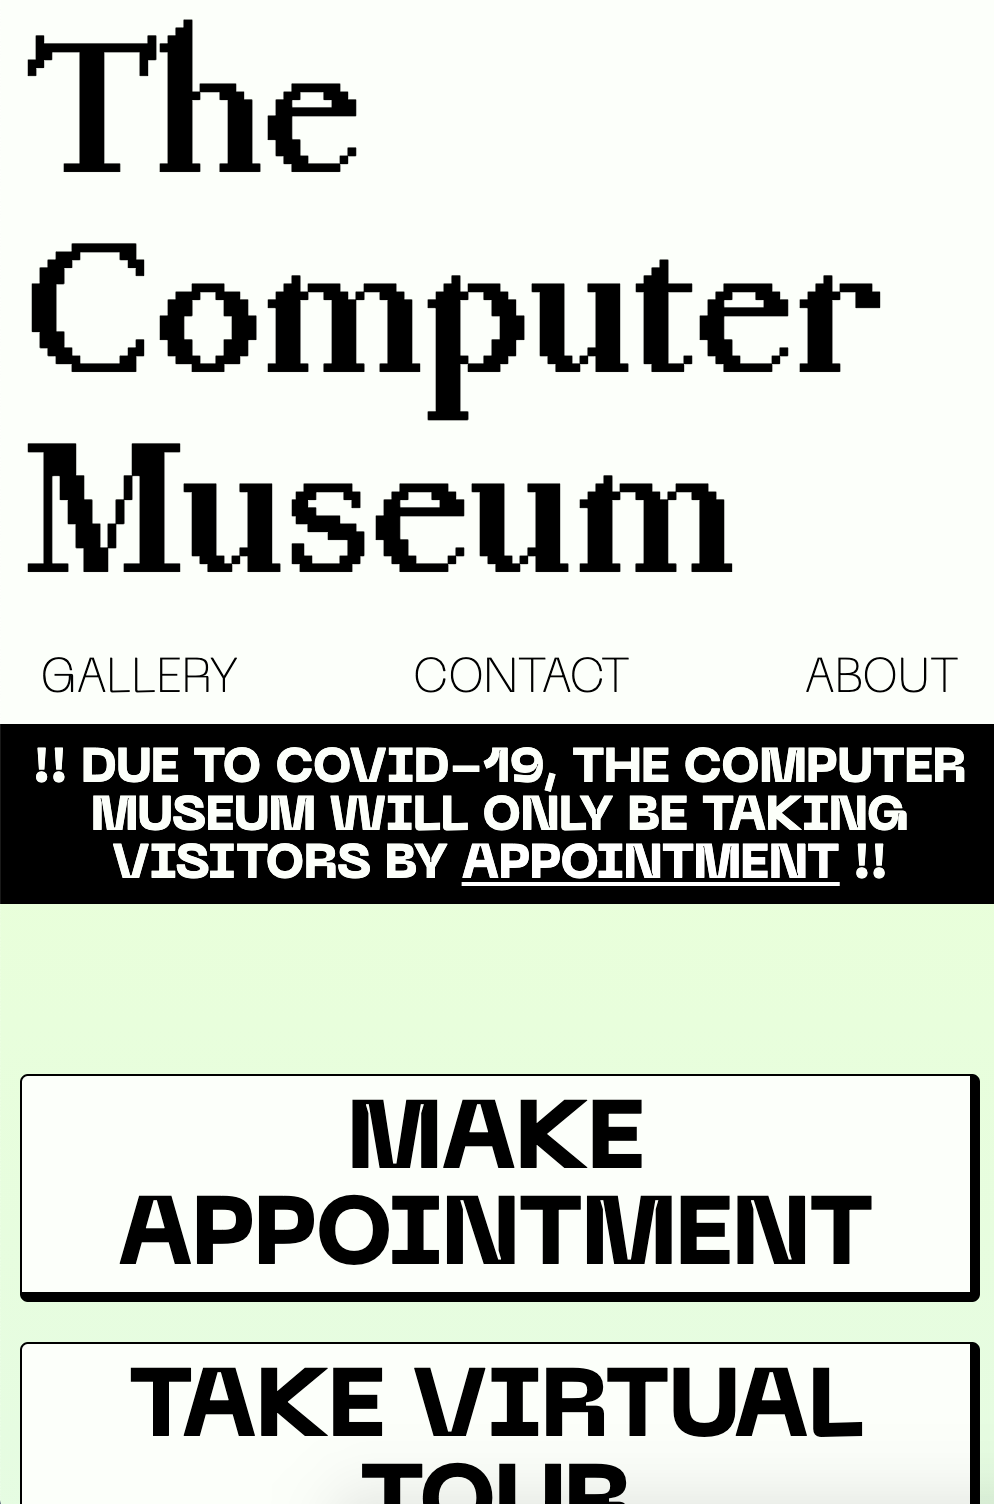 The
Computer
Museum
GALLERY CONTACT ABOUT
!! DUE TO COVID–19, THE COMPUTER
MUSEUM WILL ONLY BE TAKING
VISITORS BY APPOINTMENT !!
MAKE
APPOINTMENT
TAKE VIRTUAL
TOUR